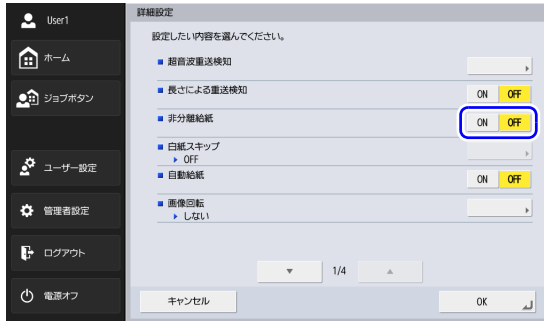 User1
ホーム
ジョブボタン
ユーザー設定
管理者設定
ログアウト
電源オフ
詳細設定
設定したい内容を選んでください。
超音波重送検知
長さによる重送検知 ON OFF
非分離給紙 ON OFF
白紙スキップ
OFF
自動給紙 ON OFF
画像回転
しない
1/4
キャンセル OK